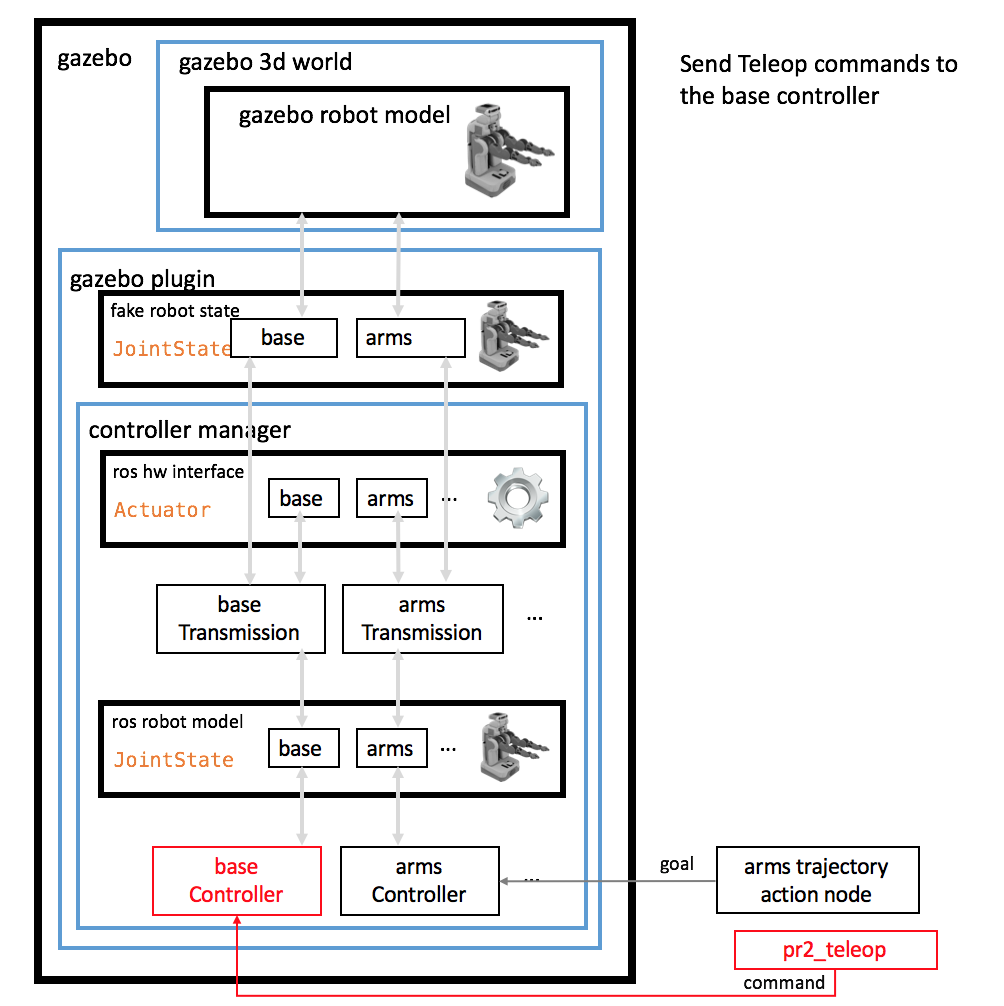 gazebo
gazebo 3d world
gazebo robot model
Send Teleop commands to
the base controller
gazebo plugin
fake robot state
JointState
base
arms
controller manager
ros hw interface
Actuator
base
arms
...
base
Transmission
arms
Transmission
...
ros robot model
JointState
base
arms
...
base
Controller
arms
Controller
...
goal
arms trajectory
action node
pr2_teleop
command